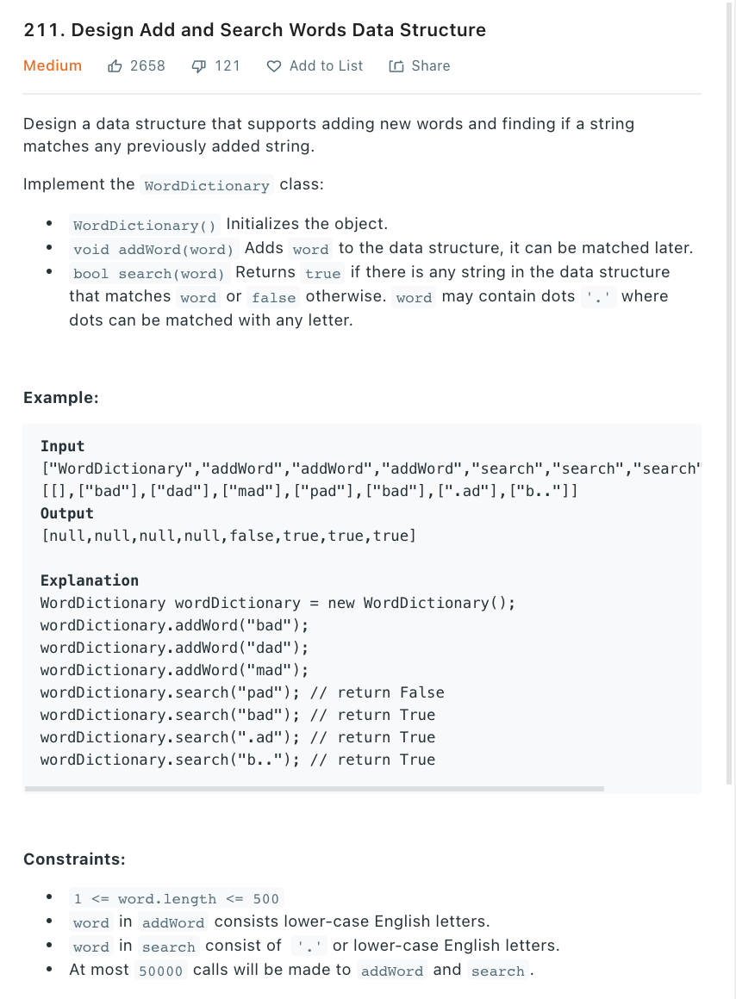 211. Design Add and Search Words Data Structure
Medium 2658 121 Add to List Share
Design a data structure that supports adding new words and finding if a string
matches any previously added string.
Implement the WordDictionary class:
• WordDictionary() Initializes the object.
• void addWord(word) Adds word to the data structure, it can be matched later.
• bool search(word) Returns true if there is any string in the data structure
that matches word or false otherwise. word may contain dots '.' where
dots can be matched with any letter.
Example:
Input
["WordDictionary","addWord","addWord","addWord","search","search","search"
[[],["bad"],["dad"],["mad"],["pad"],["bad"],[".ad"],["b.."]]
Output
[null,null,null,null,false,true,true,true]
Explanation
WordDictionary wordDictionary = new WordDictionary();
wordDictionary.addWord("bad");
wordDictionary.addWord("dad");
wordDictionary.addWord("mad");
wordDictionary.search("pad"); // return False
wordDictionary.search("bad"); // return True
wordDictionary.search(".ad"); // return True
wordDictionary.search("b.."); // return True
Constraints:
• 1 <= word.length <= 500
• word in addWord consists lower-case English letters.
• word in search consist of '.' or lower-case English letters.
• At most 50000 calls will be made to addWord and search.